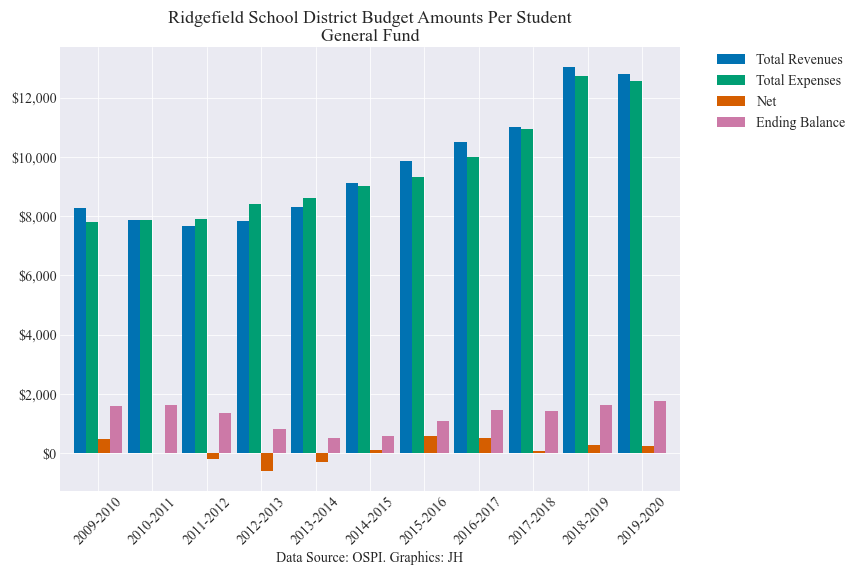 Ridgefield School District Budget Amounts Per Student
General Fund
Total Revenues
Total Expenses
Net
Ending Balance
$12,000
$10,000
$8,000
$6,000
$4,000
$2,000
$0
2009-2010
2010-2011
2011-2012
2012-2013
2013-2014
2014-2015
2015-2016
2016-2017
2017-2018
2018-2019
2019-2020
Data Source: OSPI. Graphics: JH